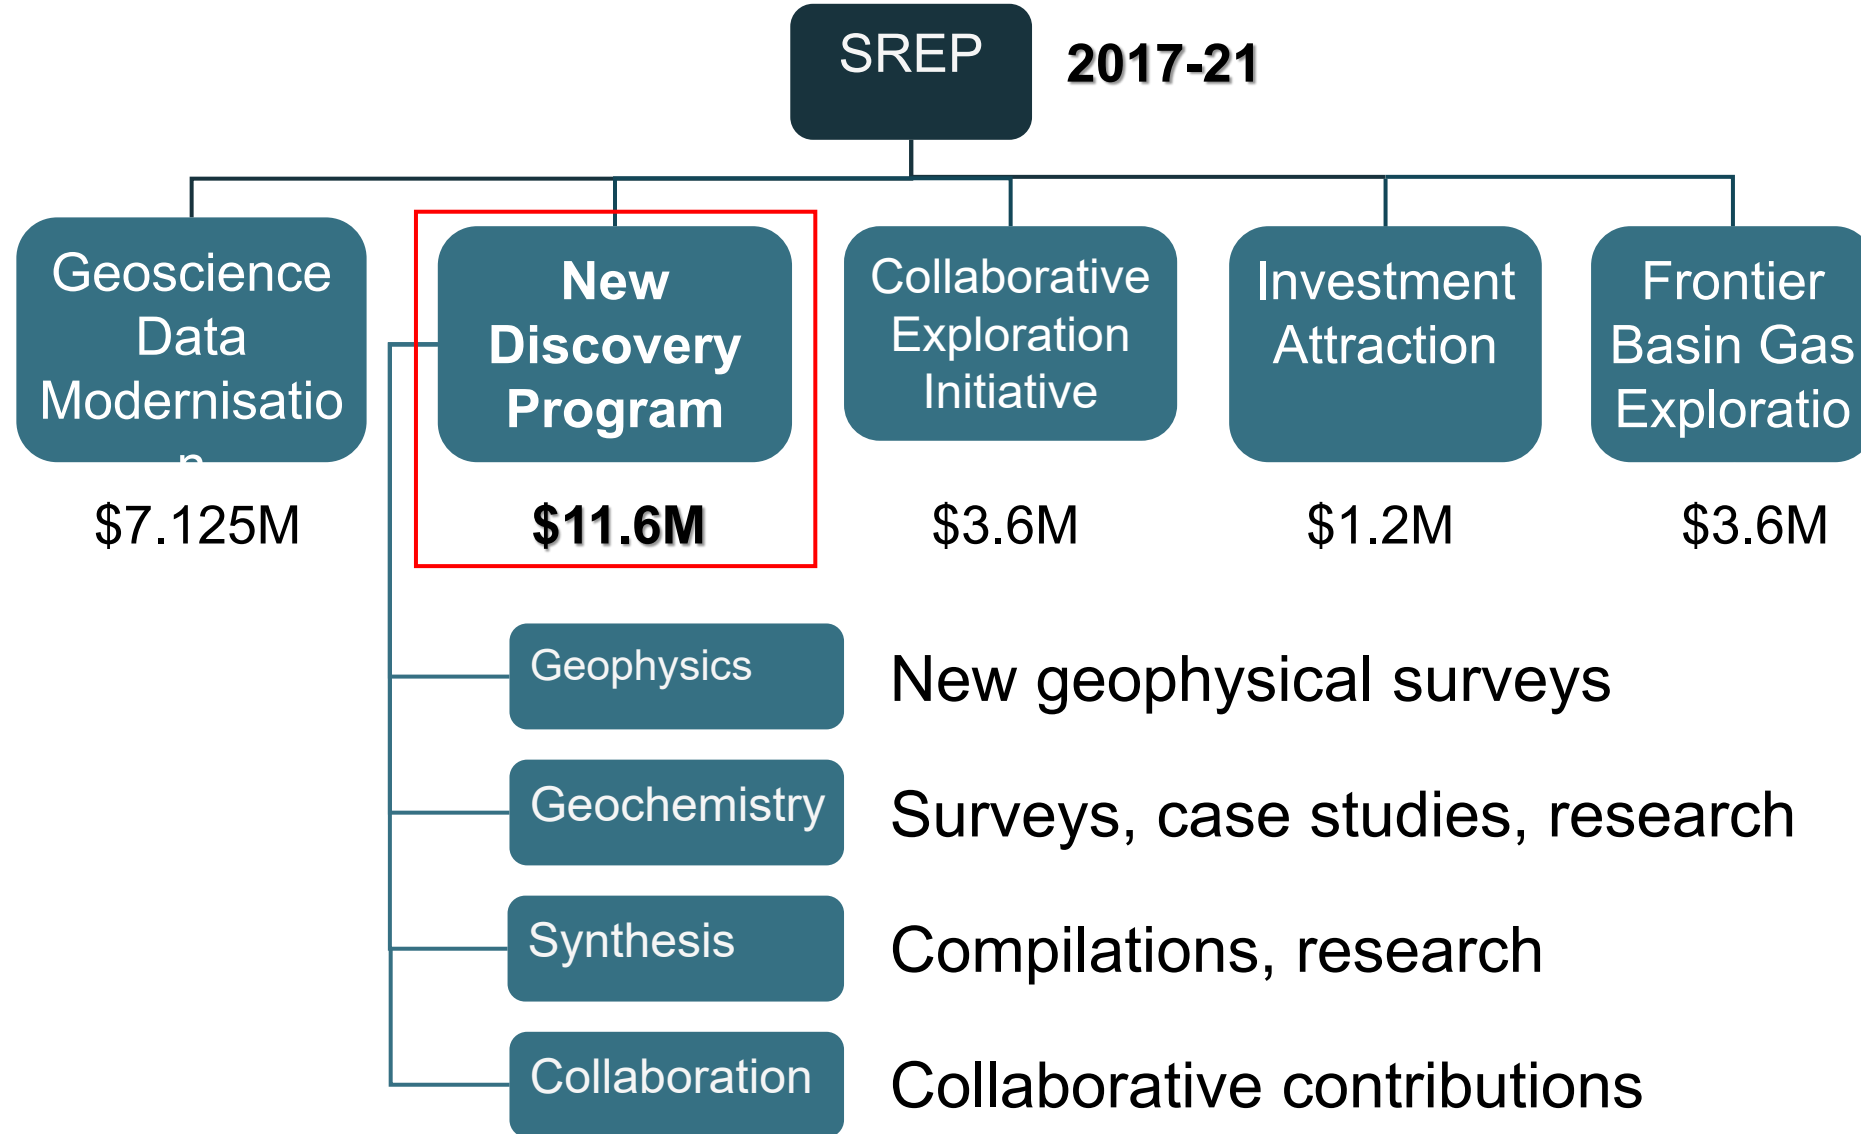 SREP
2017-21
Geoscience
Data
Modernisatio
n
New
Discovery
Program
Collaborative
Exploration
Initiative
Investment
Attraction
Frontier
Basin Gas
Exploratio
$7.125M
$11.6M
$3.6M
$1.2M
$3.6M
Geophysics
New geophysical surveys
Geochemistry
Surveys, case studies, research
Synthesis
Compilations, research
Collaboration
Collaborative contributions